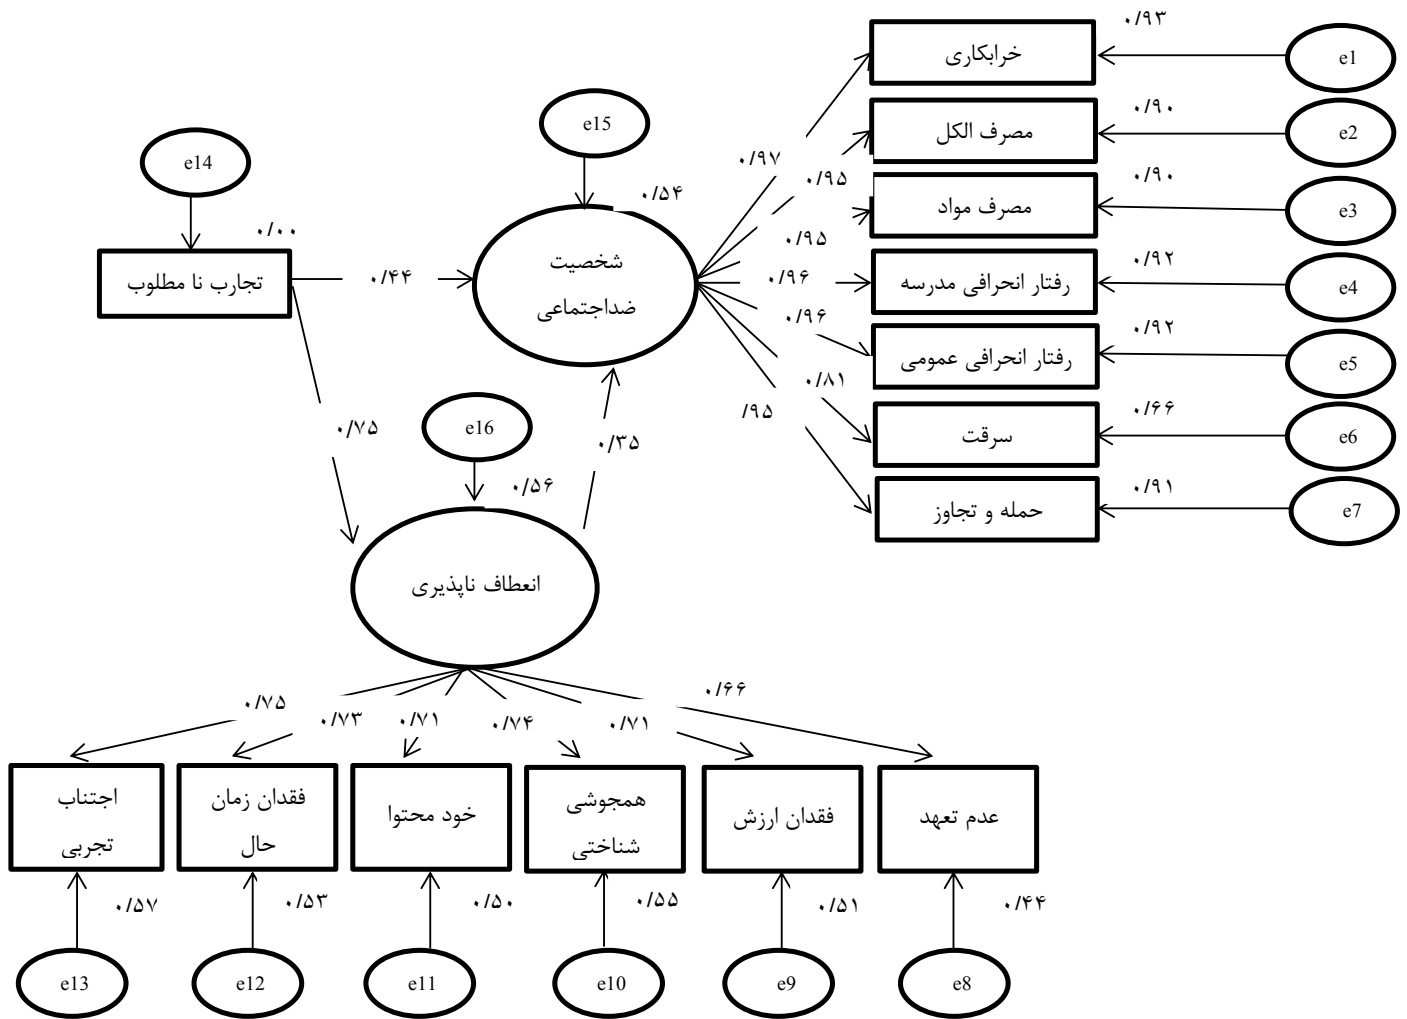 ۰/۹۳
خرابکاری
e1
۰/۹۰
مصرف الکل
e2
۰/۹۰
مصرف مواد
e3
۰/۹۲
رفتار انحرافی مدرسه
e4
۰/۹۲
رفتار انحرافی عمومی
e5
۰/۶۶
سرقت
e6
۰/۹۱
حمله و تجاوز
e7
۰/۹۷
۰/۹۵
۰/۹۵
۰/۹۶
۰/۹۶
۰/۸۱
/۹۵
e15
۰/۵۴
شخصیت
ضداجتماعی
e14
۰/۰۰
تجارب نا مطلوب
۰/۴۴
۰/۷۵
۰/۳۵
e16
۰/۵۶
انعطاف ناپذیری
۰/۶۶
۰/۷۱
۰/۷۴
۰/۷۱
۰/۷۳
۰/۷۵
عدم تعهد
فقدان ارزش
همجوشی
شناختی
خود محتوا
فقدان زمان
حال
اجتناب
تجربی
۰/۴۴
۰/۵۱
۰/۵۵
۰/۵۰
۰/۵۳
۰/۵۷
e8
e9
e10
e11
e12
e13